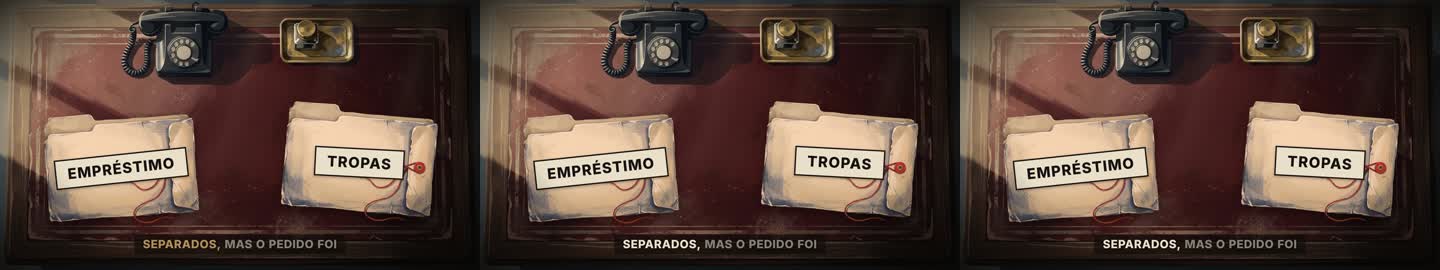 EMPRÉSTIMO
TROPAS
SEPARADOS, MAS O PEDIDO FOI
EMPRÉSTIMO
TROPAS
SEPARADOS, MAS O PEDIDO FOI
EMPRÉSTIMO
TROPAS
SEPARADOS, MAS O PEDIDO FOI